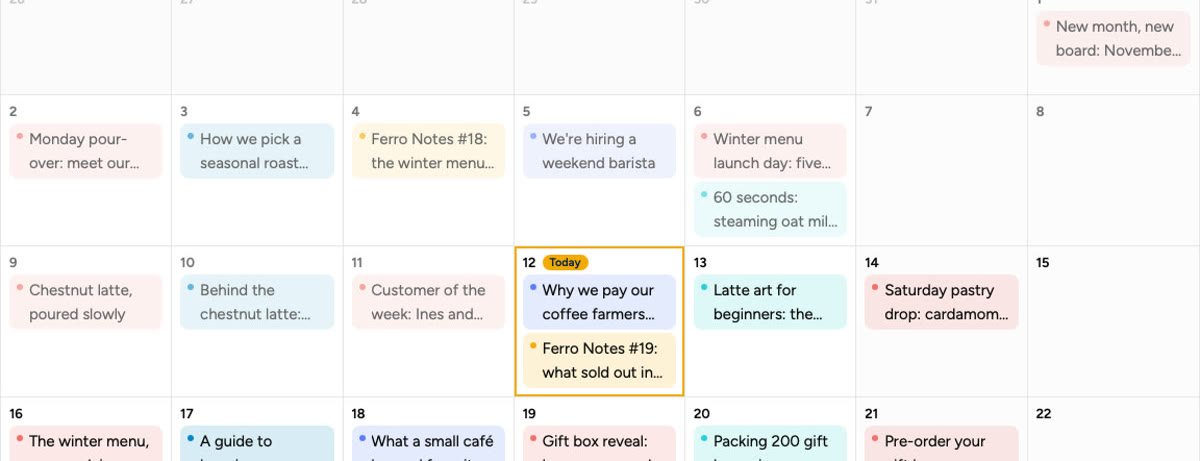 1
New month, new
board: Novembe...
2
3
4
5
6
7
8
Monday pour-
over: meet our...
How we pick a
seasonal roast...
Ferro Notes #18:
the winter menu...
We're hiring a
weekend barista
Winter menu
launch day: five...
60 seconds:
steaming oat mil...
9
10
11
12 Today
13
14
15
Chestnut latte,
poured slowly
Behind the
chestnut latte:...
Customer of the
week: Ines and...
Why we pay our
coffee farmers...
Ferro Notes #19:
what sold out in...
Latte art for
beginners: the...
Saturday pastry
drop: cardamom...
16
17
18
19
20
21
22
The winter menu,
A guide to
What a small café
Gift box reveal:
Packing 200 gift
Pre-order your